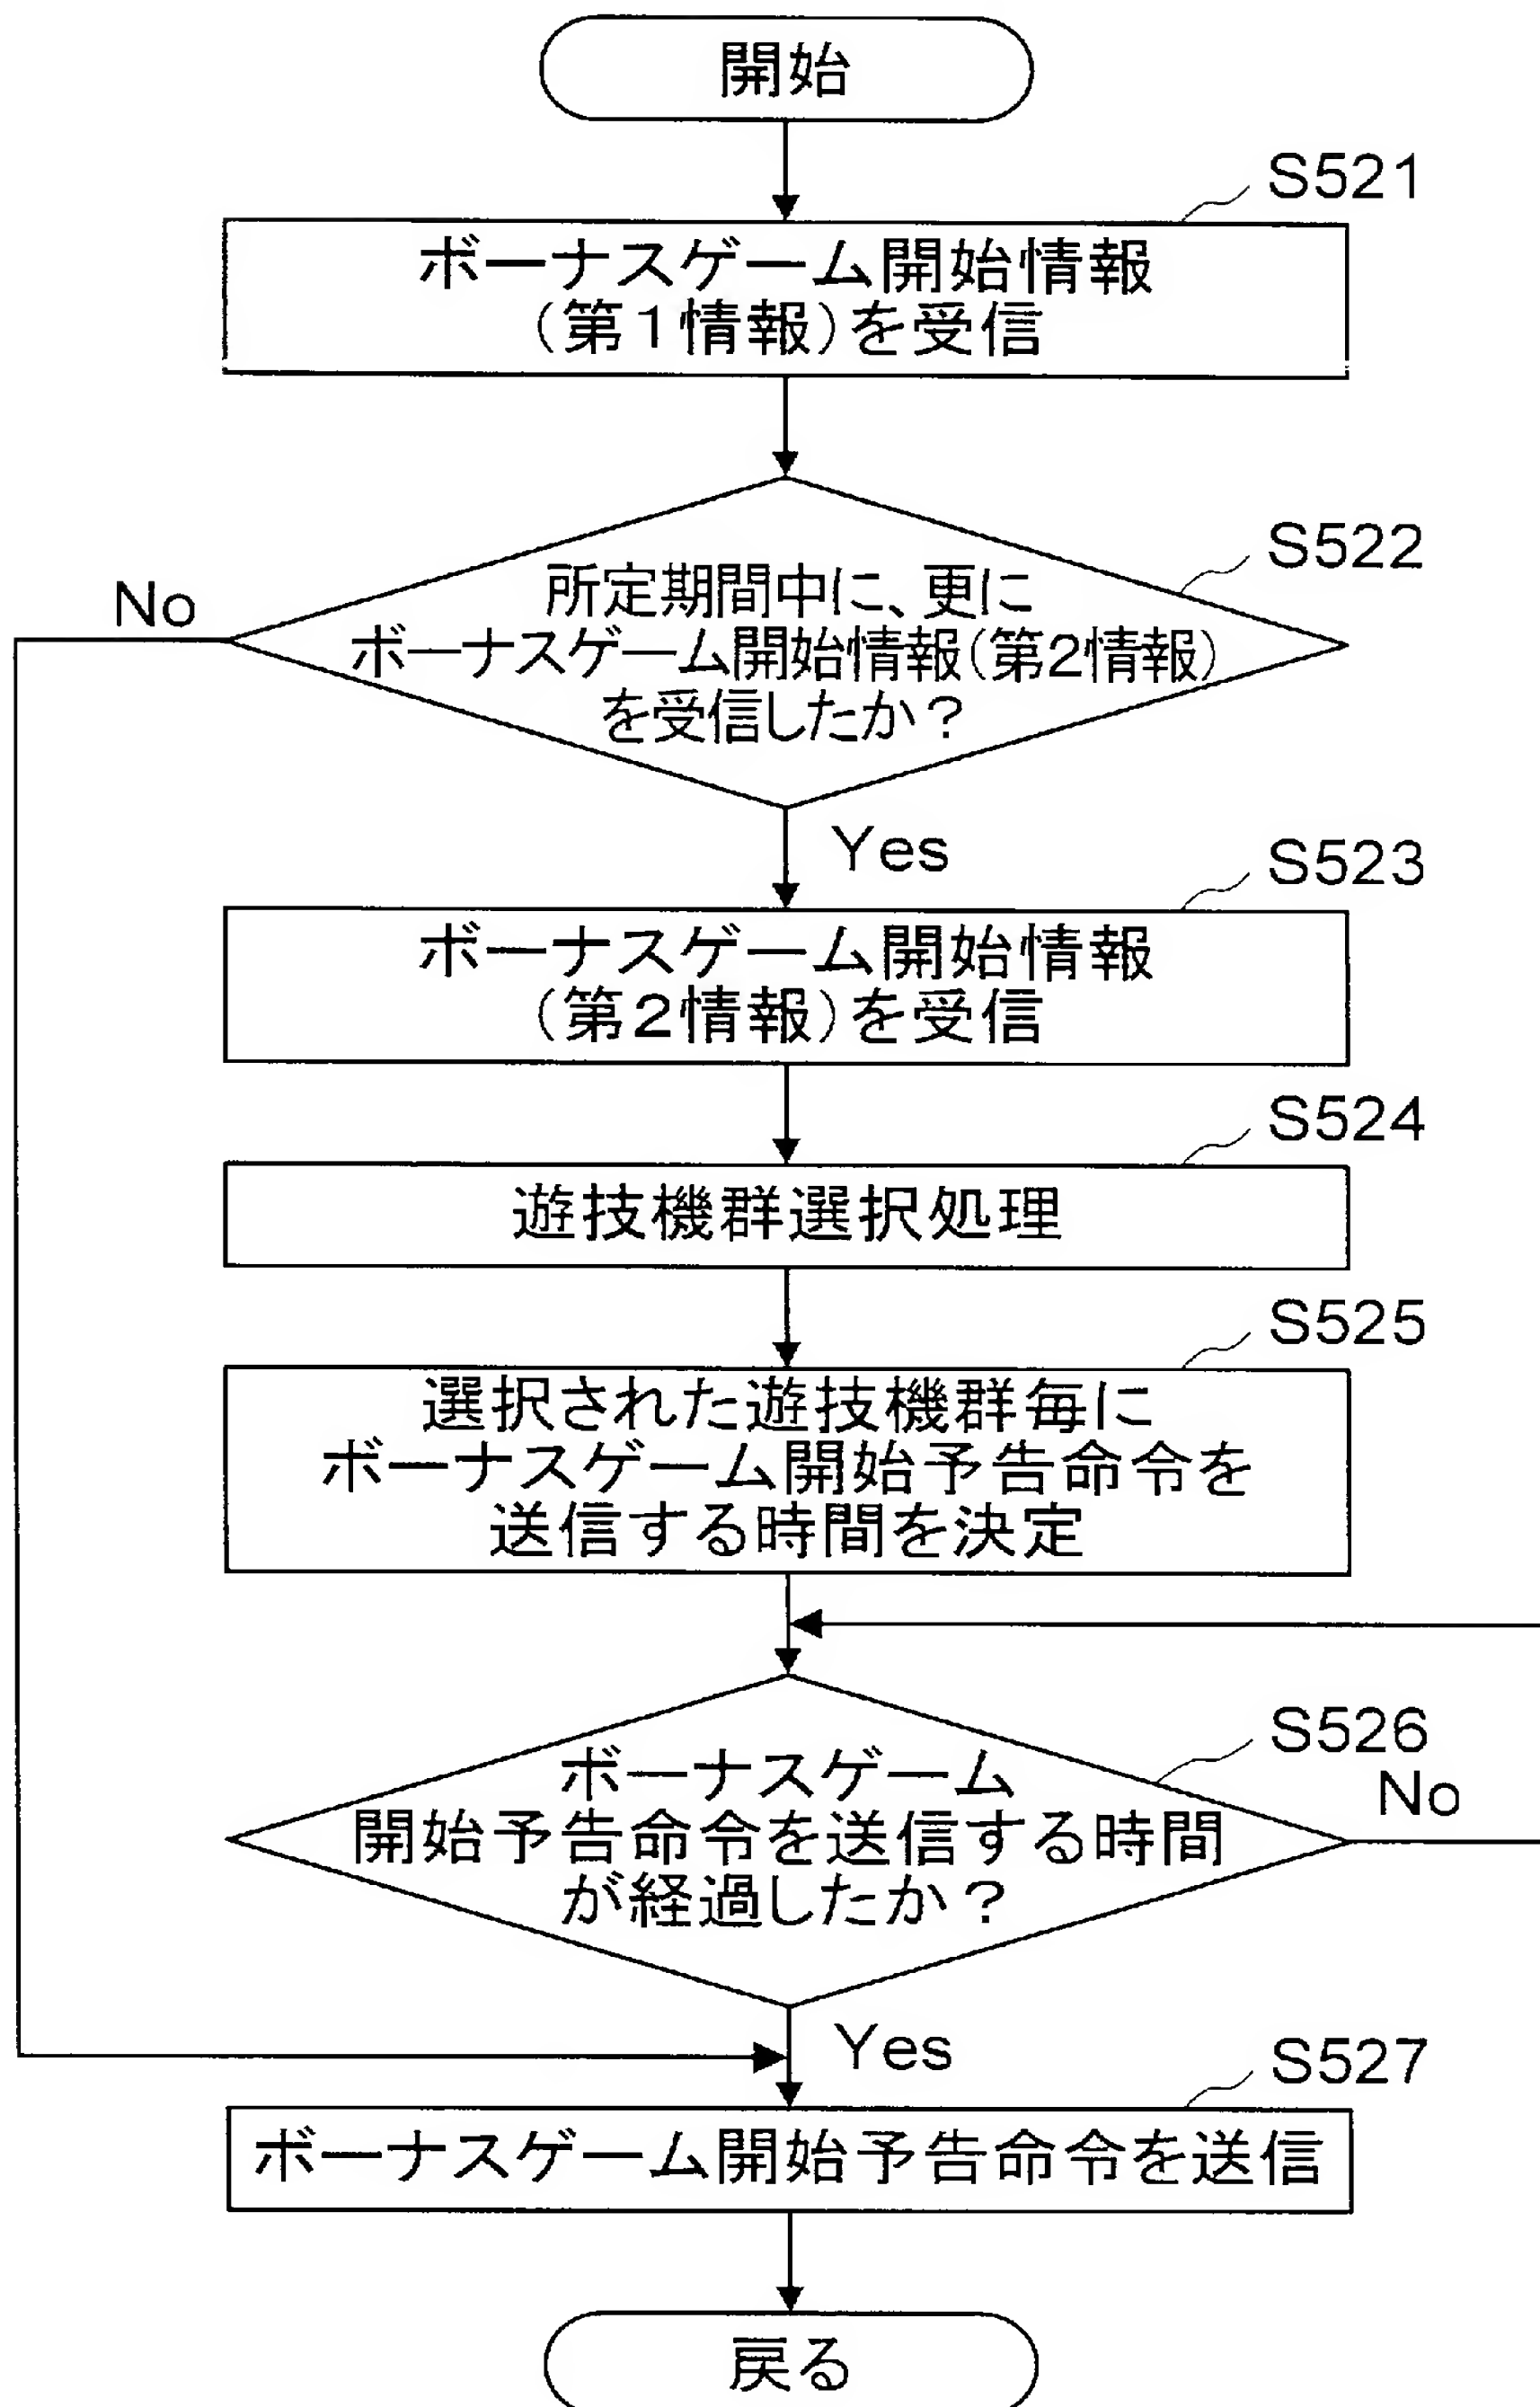 開始
S521
ボーナスゲーム開始情報
(第1情報)を受信
S522
No
所定期間中に、更に
ボーナスゲーム開始情報(第2情報)
を受信したか?
Yes
S523
ボーナスゲーム開始情報
(第2情報)を受信
S524
遊技機群選択処理
S525
選択された遊技機群毎に
ボーナスゲーム開始予告命令を
送信する時間を決定
S526
No
ボーナスゲーム
開始予告命令を送信する時間
が経過したか?
Yes
S527
ボーナスゲーム開始予告命令を送信
戻る